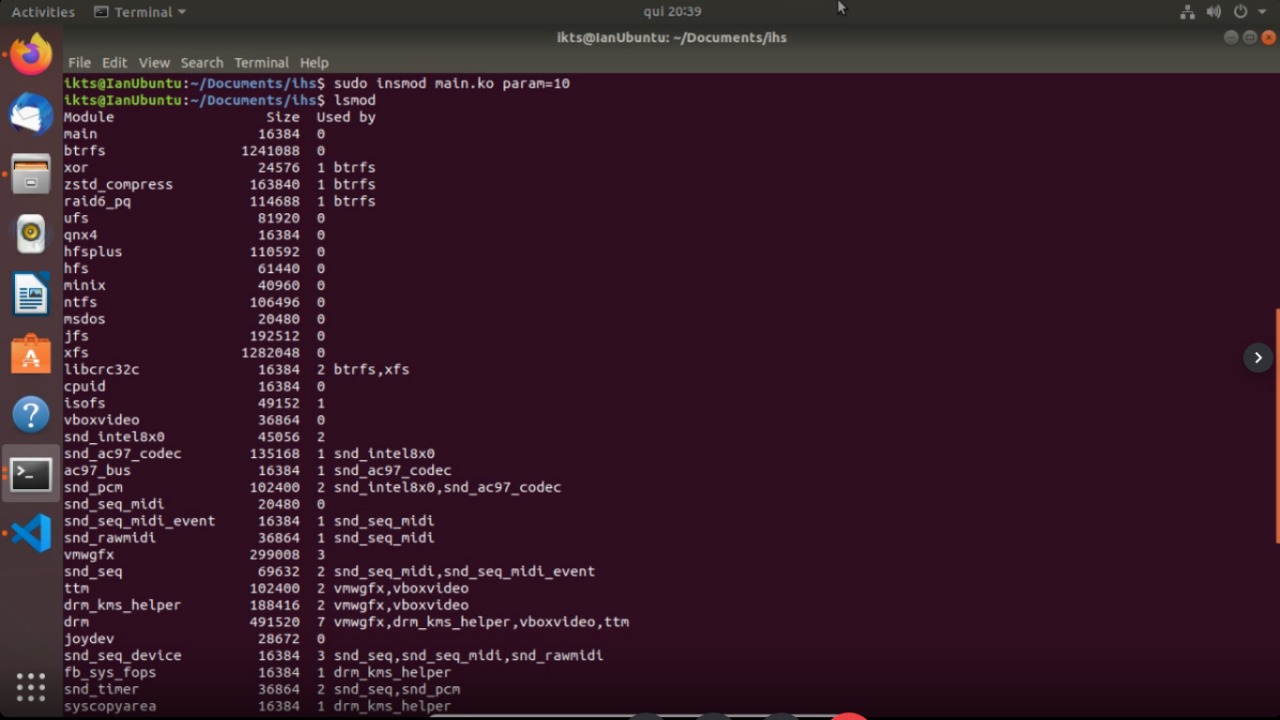 Activities Terminal qui 20:39
ikts@IanUbuntu: ~/Documents/ihs
File Edit View Search Terminal Help
ikts@IanUbuntu:~/Documents/ihs$ sudo insmod main.ko param=10
ikts@IanUbuntu:~/Documents/ihs$ lsmod
Module Size Used by
main 16384 0
btrfs 1241088 0
xor 24576 1 btrfs
zstd_compress 163840 1 btrfs
raid6_pq 114688 1 btrfs
ufs 81920 0
qnx4 16384 0
hfsplus 110592 0
hfs 61440 0
minix 40960 0
ntfs 106496 0
msdos 20480 0
jfs 192512 0
xfs 1282048 0
libcrc32c 16384 2 btrfs,xfs
cpuid 16384 0
isofs 49152 1
vboxvideo 36864 0
snd_intel8x0 45056 2
snd_ac97_codec 135168 1 snd_intel8x0
ac97_bus 16384 1 snd_ac97_codec
snd_pcm 102400 2 snd_intel8x0,snd_ac97_codec
snd_seq_midi 20480 0
snd_seq_midi_event 16384 1 snd_seq_midi
snd_rawmidi 36864 1 snd_seq_midi
vmwgfx 299008 3
snd_seq 69632 2 snd_seq_midi,snd_seq_midi_event
ttm 102400 2 vmwgfx,vboxvideo
drm_kms_helper 188416 2 vmwgfx,vboxvideo
drm 491520 7 vmwgfx,drm_kms_helper,vboxvideo,ttm
joydev 28672 0
snd_seq_device 16384 3 snd_seq,snd_seq_midi,snd_rawmidi
fb_sys_fops 16384 1 drm_kms_helper
snd_timer 36864 2 snd_seq,snd_pcm
syscopyarea 16384 1 drm_kms_helper